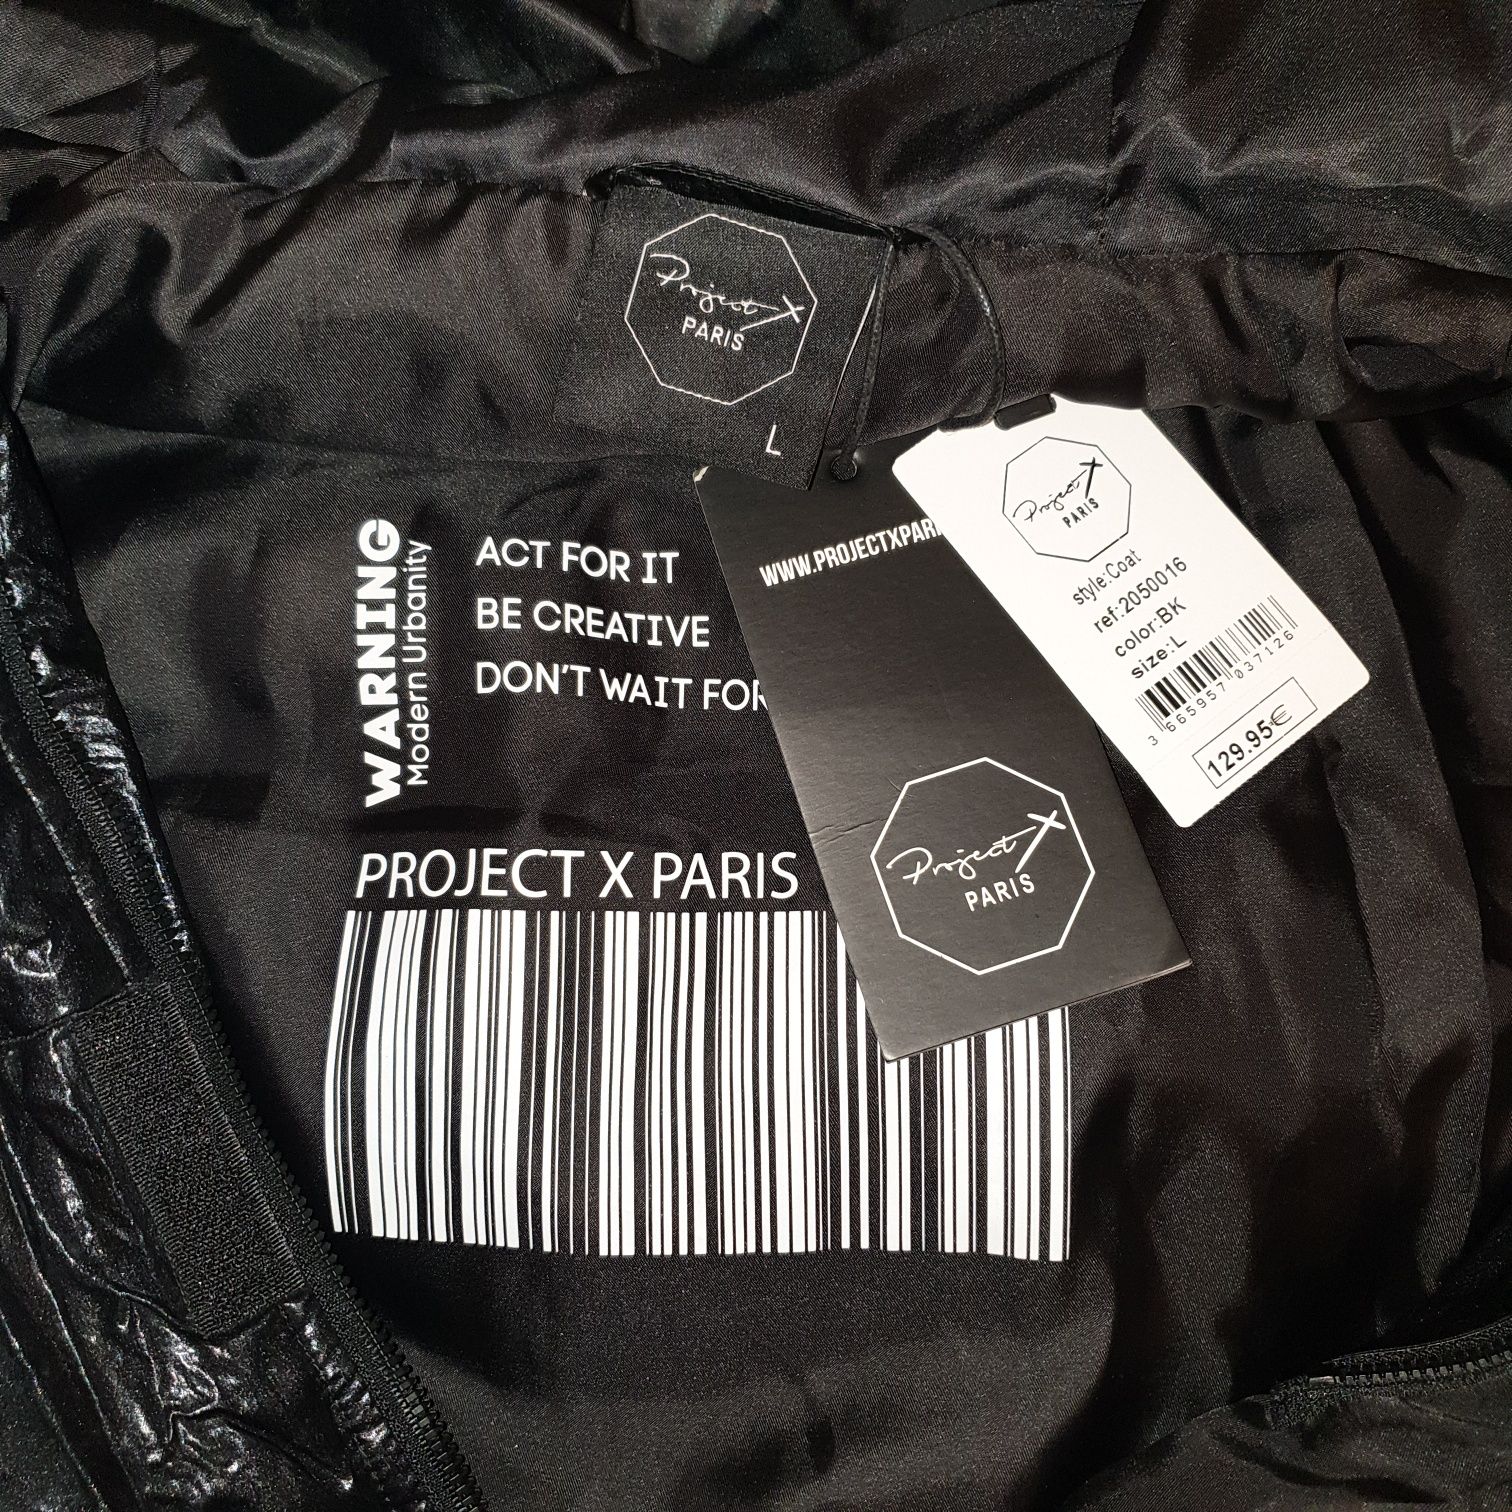 Project X
PARIS
L
WARNING
Modern Urbanity
ACT FOR IT
BE CREATIVE
DON'T WAIT FOR
PROJECT X PARIS
WWW.PROJECTXPARI
Project X
PARIS
Project X
PARIS
style:Coat
ref:2050016
color:BK
size:L
3 665957 037126
129.95€